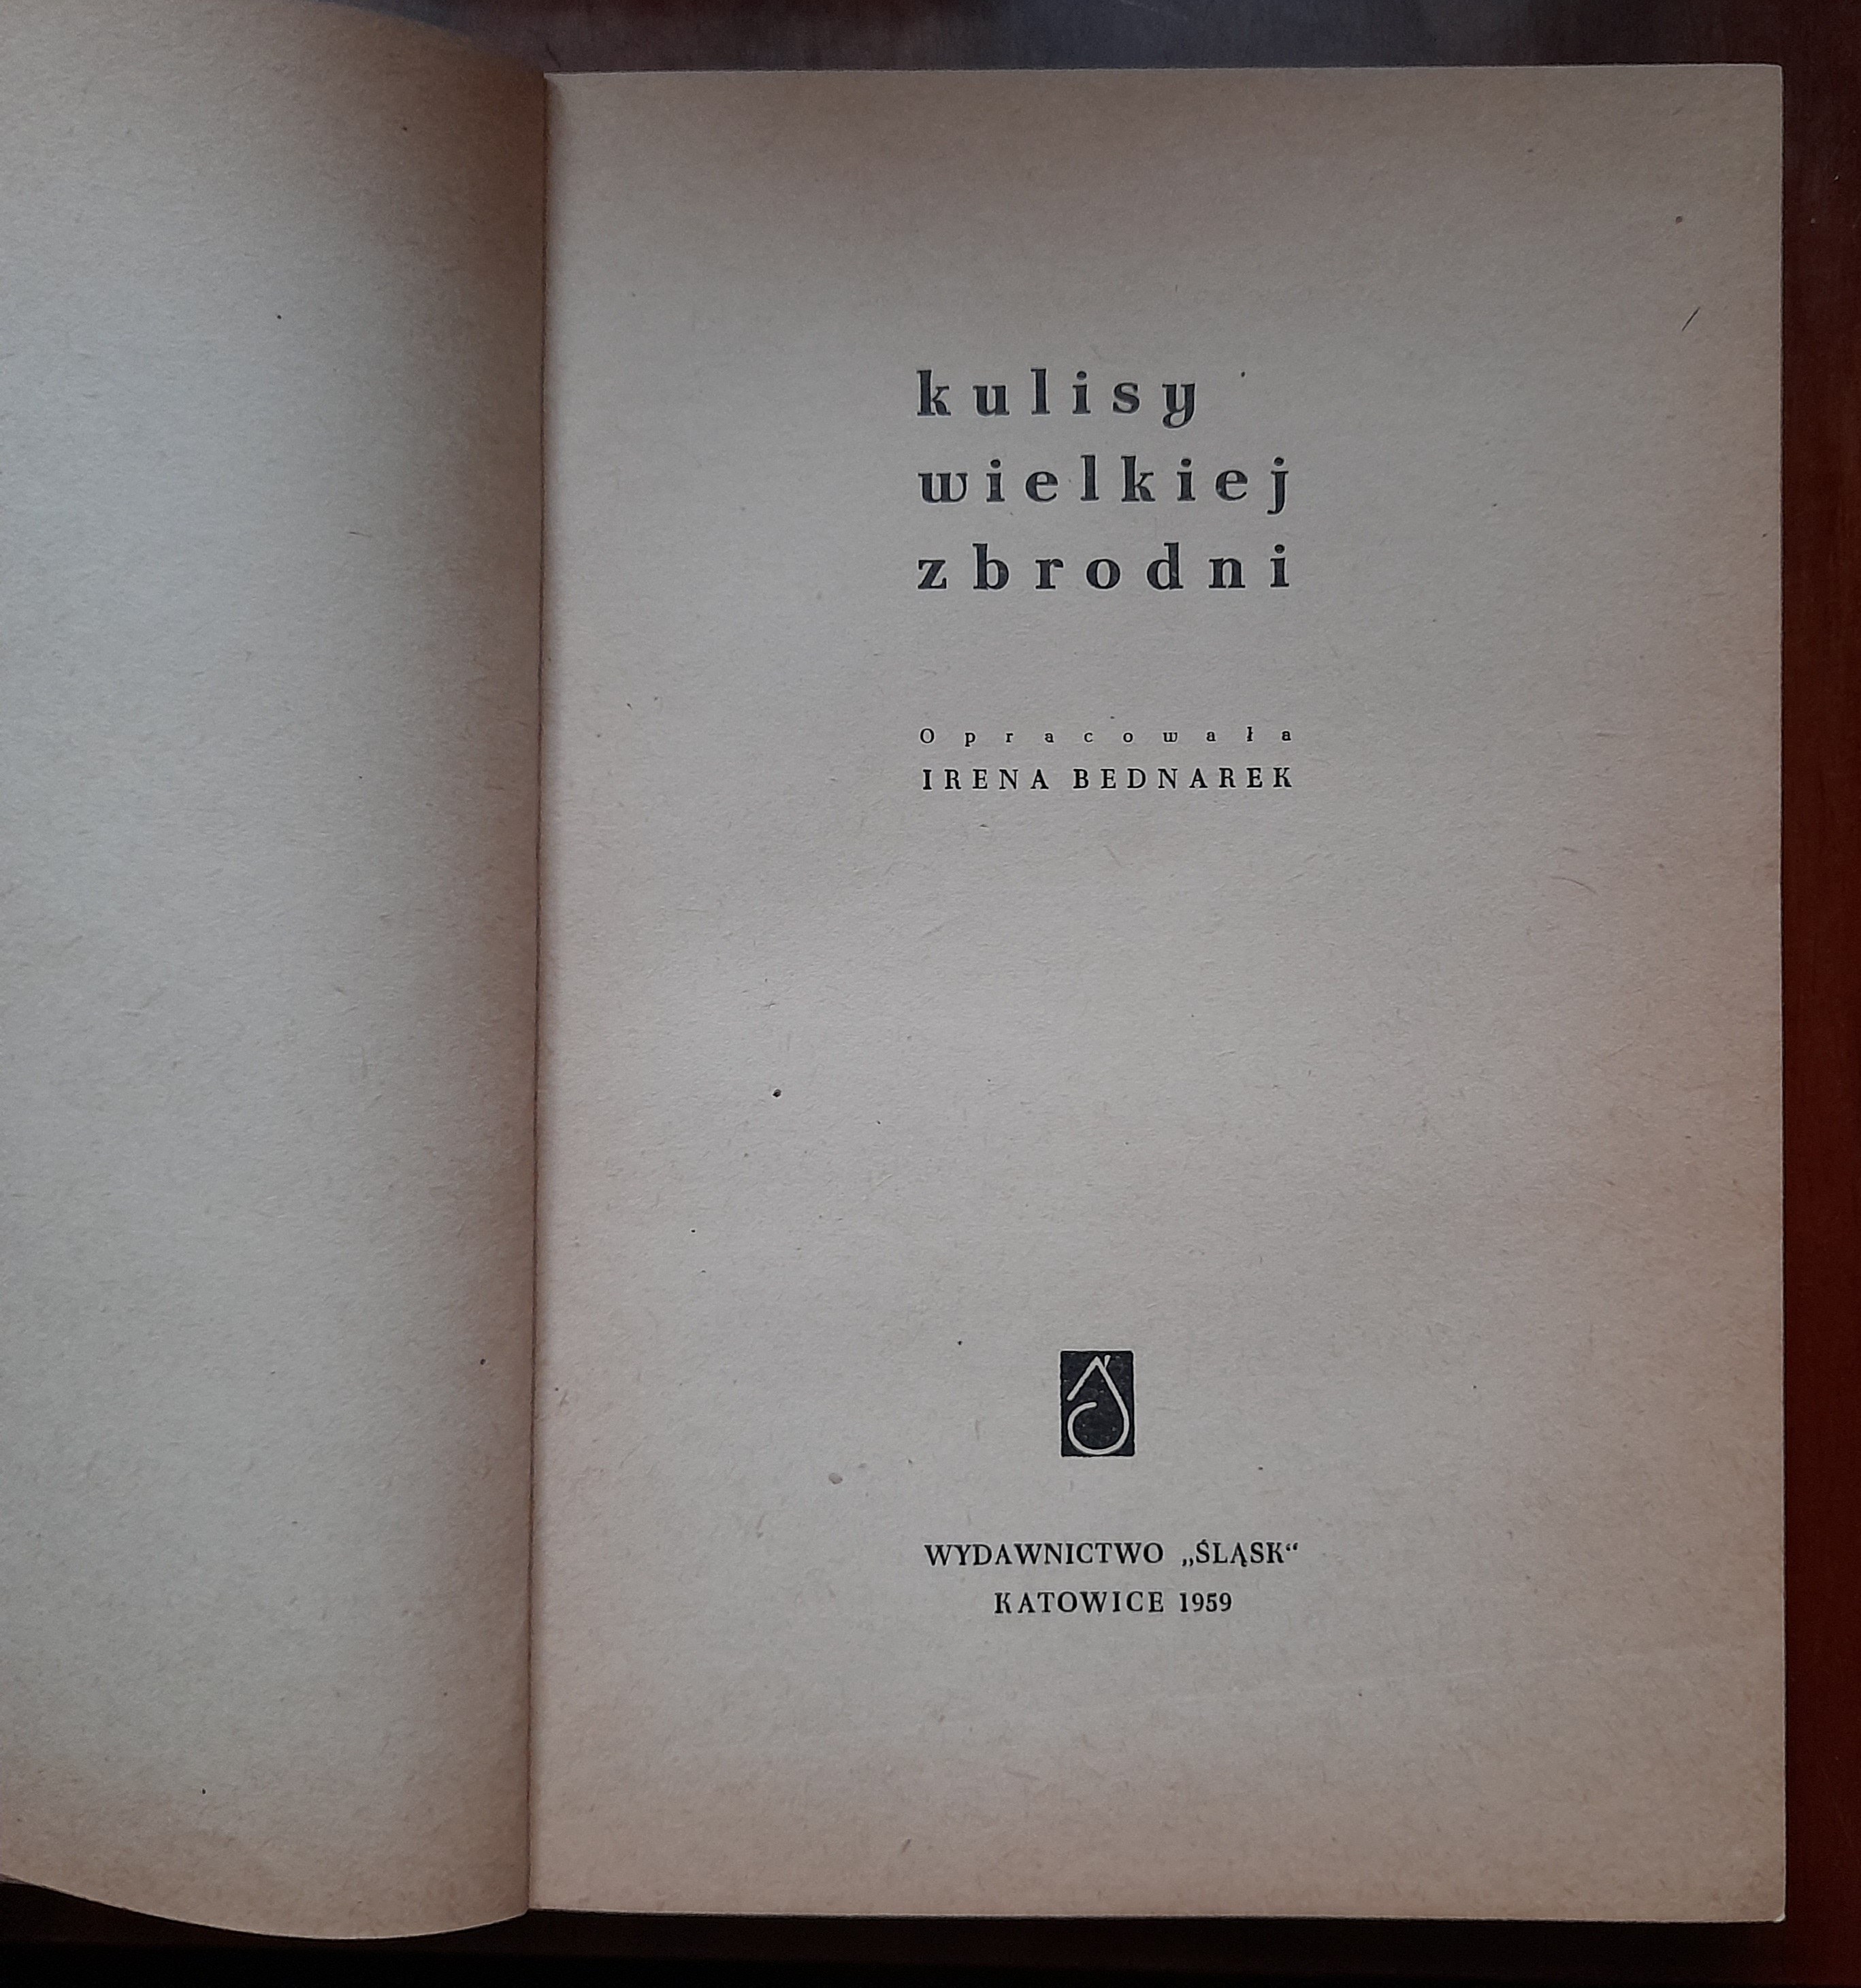 kulisy
wielkiej
zbrodni
Opracowała
IRENA BEDNAREK
WYDAWNICTWO „ŚLĄSK“
KATOWICE 1959